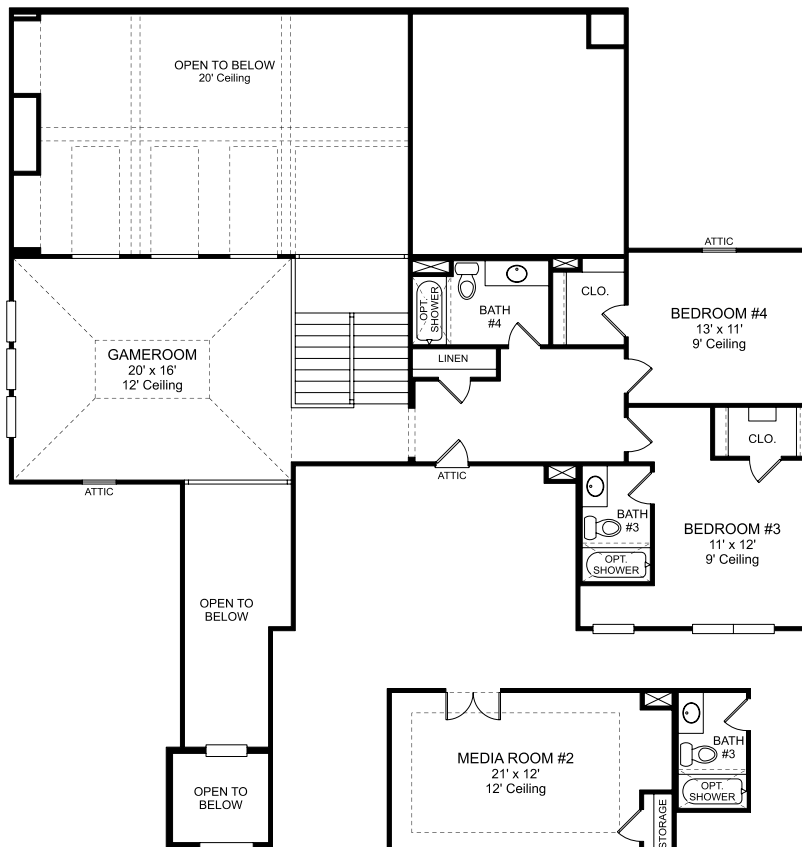 OPEN TO BELOW
20' Ceiling
ATTIC
OPT.
SHOWER
BATH
#4
CLO.
BEDROOM #4
13' x 11'
9' Ceiling
GAMEROOM
20' x 16'
12' Ceiling
LINEN
CLO.
ATTIC
ATTIC
BATH
#3
OPT.
SHOWER
BEDROOM #3
11' x 12'
9' Ceiling
OPEN TO
BELOW
MEDIA ROOM #2
21' x 12'
12' Ceiling
BATH
#3
OPT.
SHOWER
OPEN TO
BELOW
STORAGE